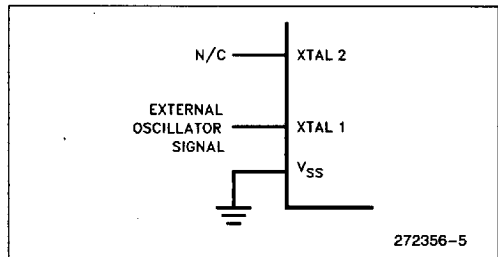 N/C XTAL 2
EXTERNAL
OSCILLATOR XTAL 1
SIGNAL
VSS
272356-5